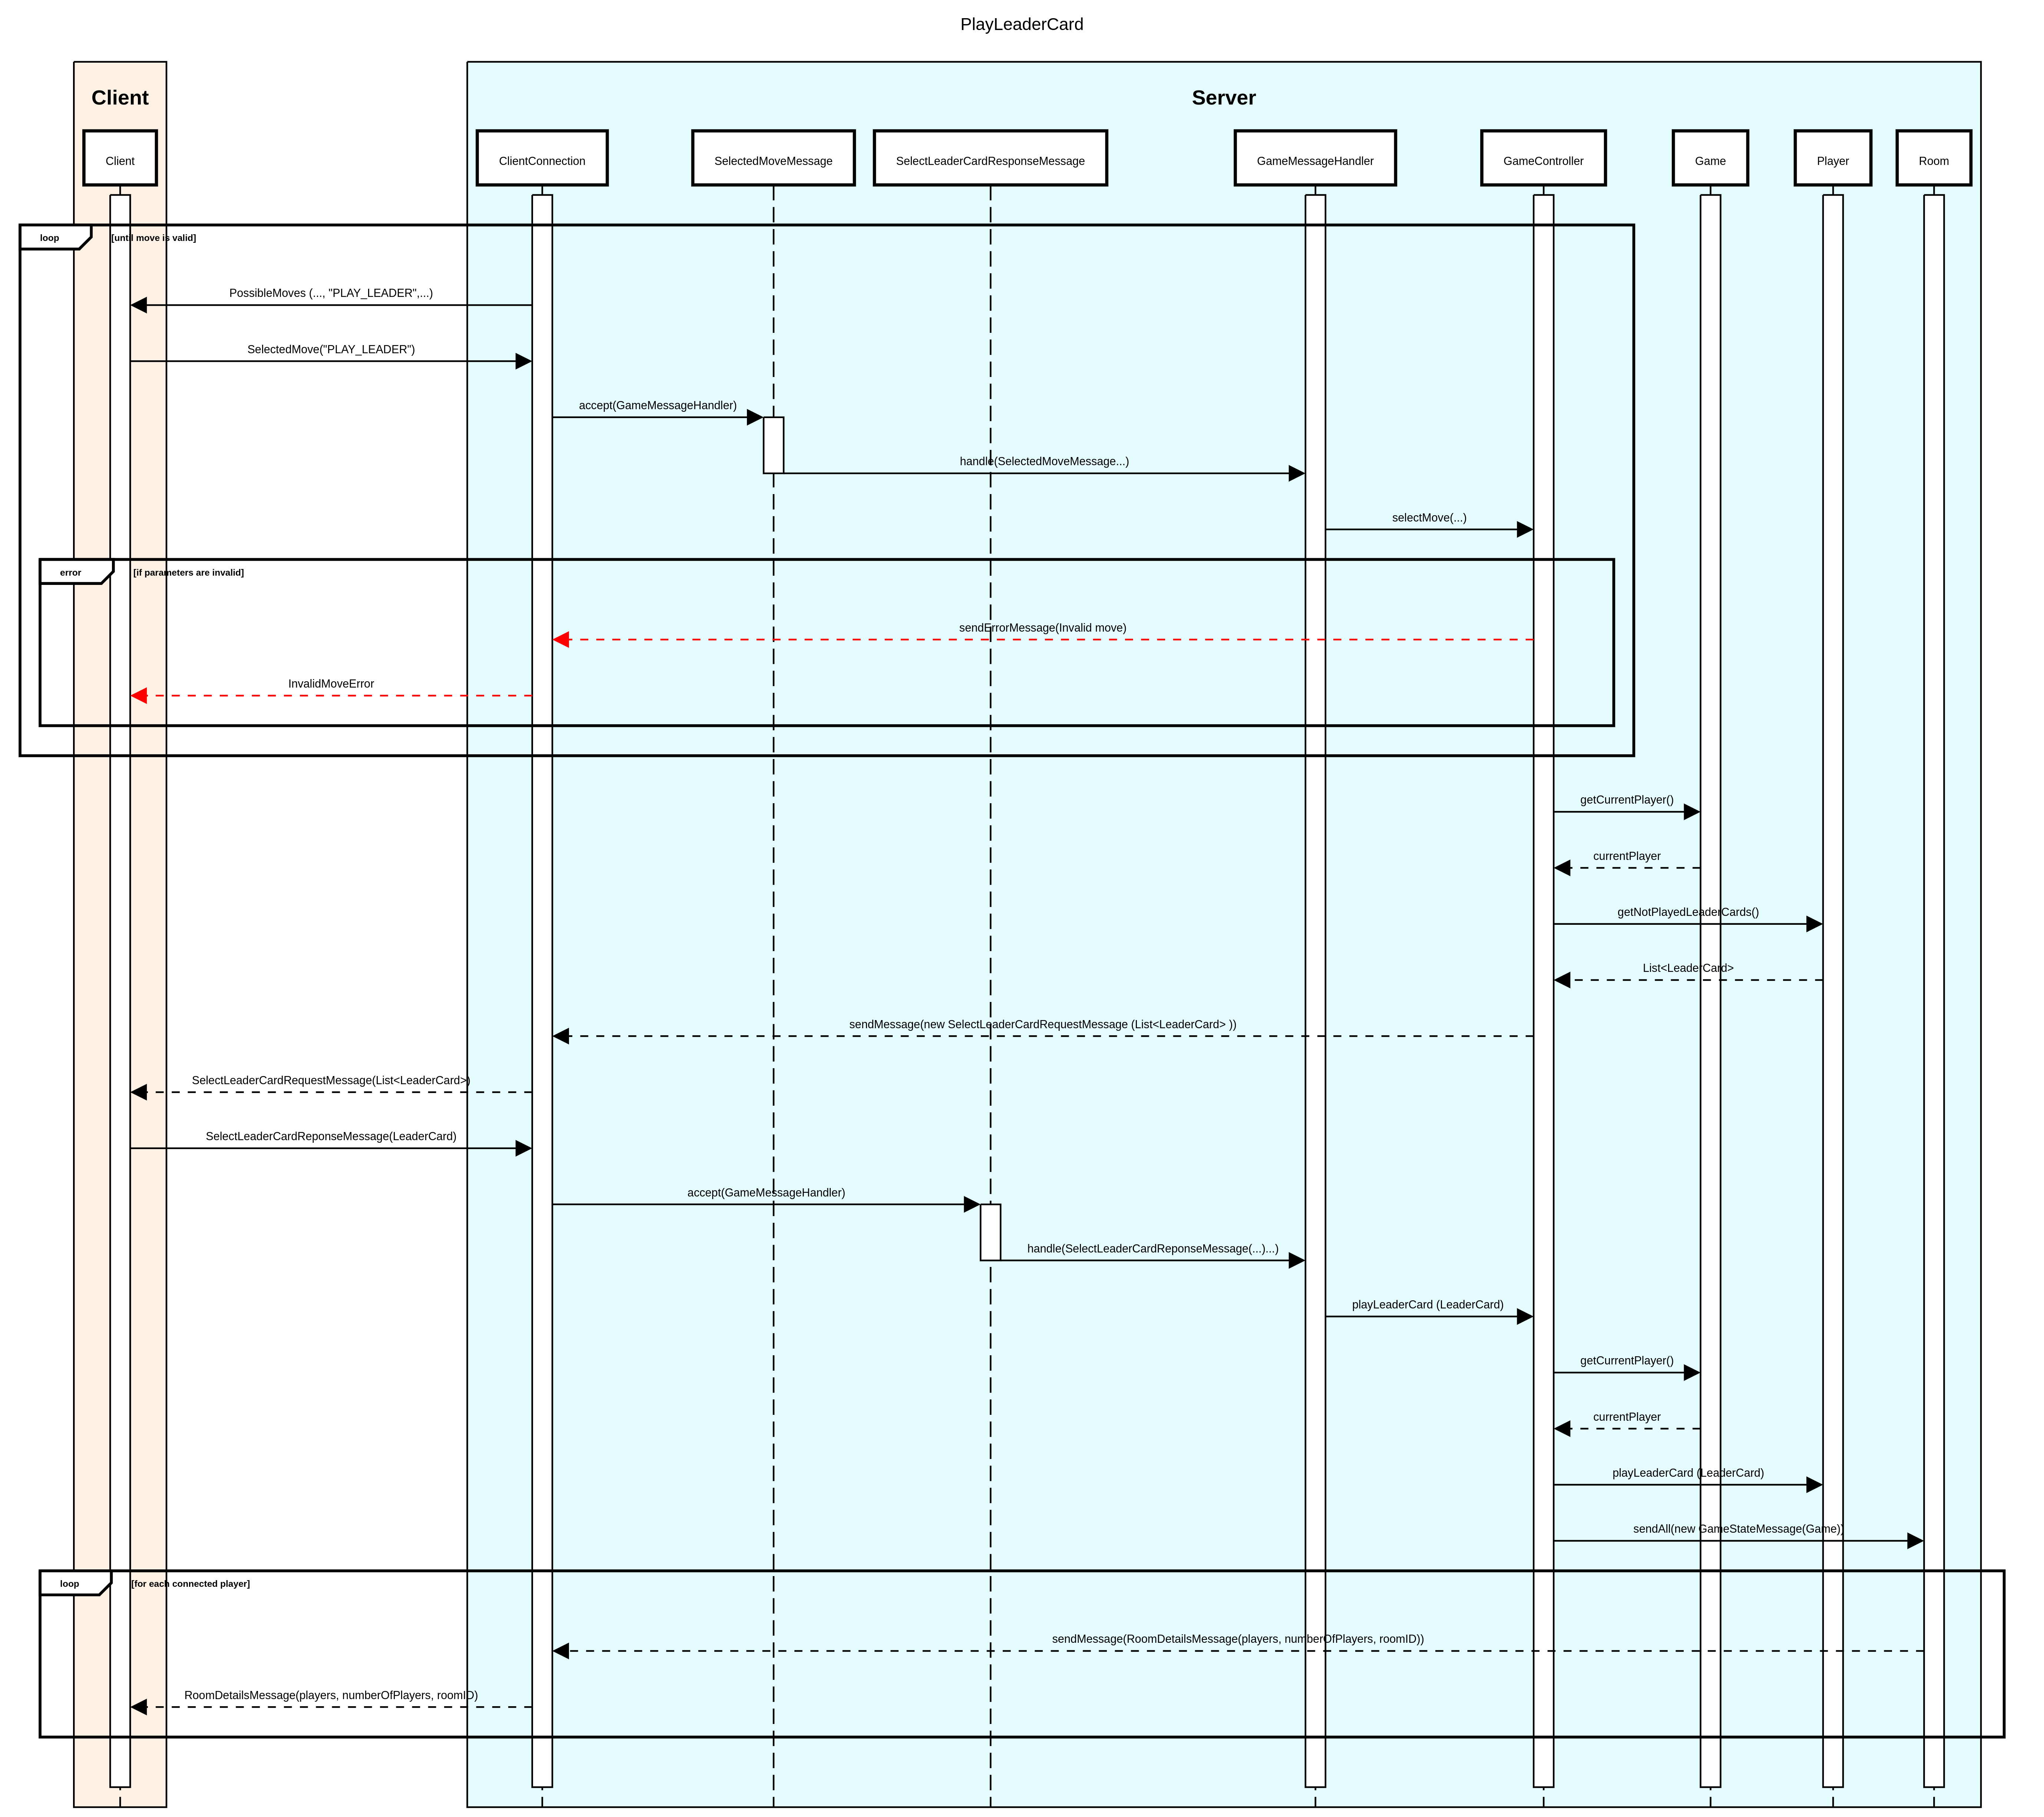 PlayLeaderCard
Client
Server
Client
ClientConnection
SelectedMoveMessage
SelectLeaderCardResponseMessage
GameMessageHandler
GameController
Game
Player
Room
loop
[until move is valid]
PossibleMoves (..., "PLAY_LEADER",...)
SelectedMove("PLAY_LEADER")
accept(GameMessageHandler)
handle(SelectedMoveMessage...)
selectMove(...)
error
[if parameters are invalid]
sendErrorMessage(Invalid move)
InvalidMoveError
getCurrentPlayer()
currentPlayer
getNotPlayedLeaderCards()
List<LeaderCard>
sendMessage(new SelectLeaderCardRequestMessage (List<LeaderCard> ))
SelectLeaderCardRequestMessage(List<LeaderCard>)
SelectLeaderCardReponseMessage(LeaderCard)
accept(GameMessageHandler)
handle(SelectLeaderCardReponseMessage(...)...)
playLeaderCard (LeaderCard)
getCurrentPlayer()
currentPlayer
playLeaderCard (LeaderCard)
sendAll(new GameStateMessage(Game))
loop
[for each connected player]
sendMessage(RoomDetailsMessage(players, numberOfPlayers, roomID))
RoomDetailsMessage(players, numberOfPlayers, roomID)